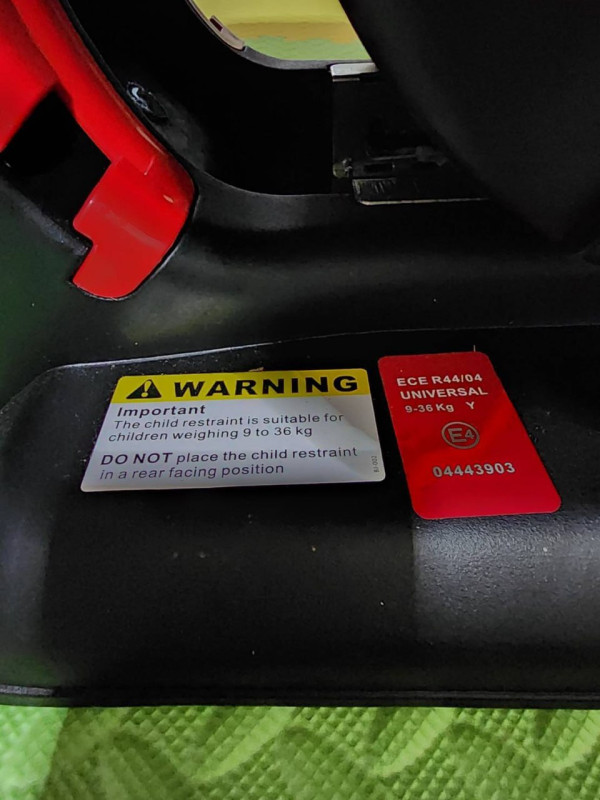 WARNING
Important
The child restraint is suitable for
children weighing 9 to 36 kg
DO NOT place the child restraint
in a rear facing position
ECE R44/04
UNIVERSAL
9-36 Kg Y
E4
04443903